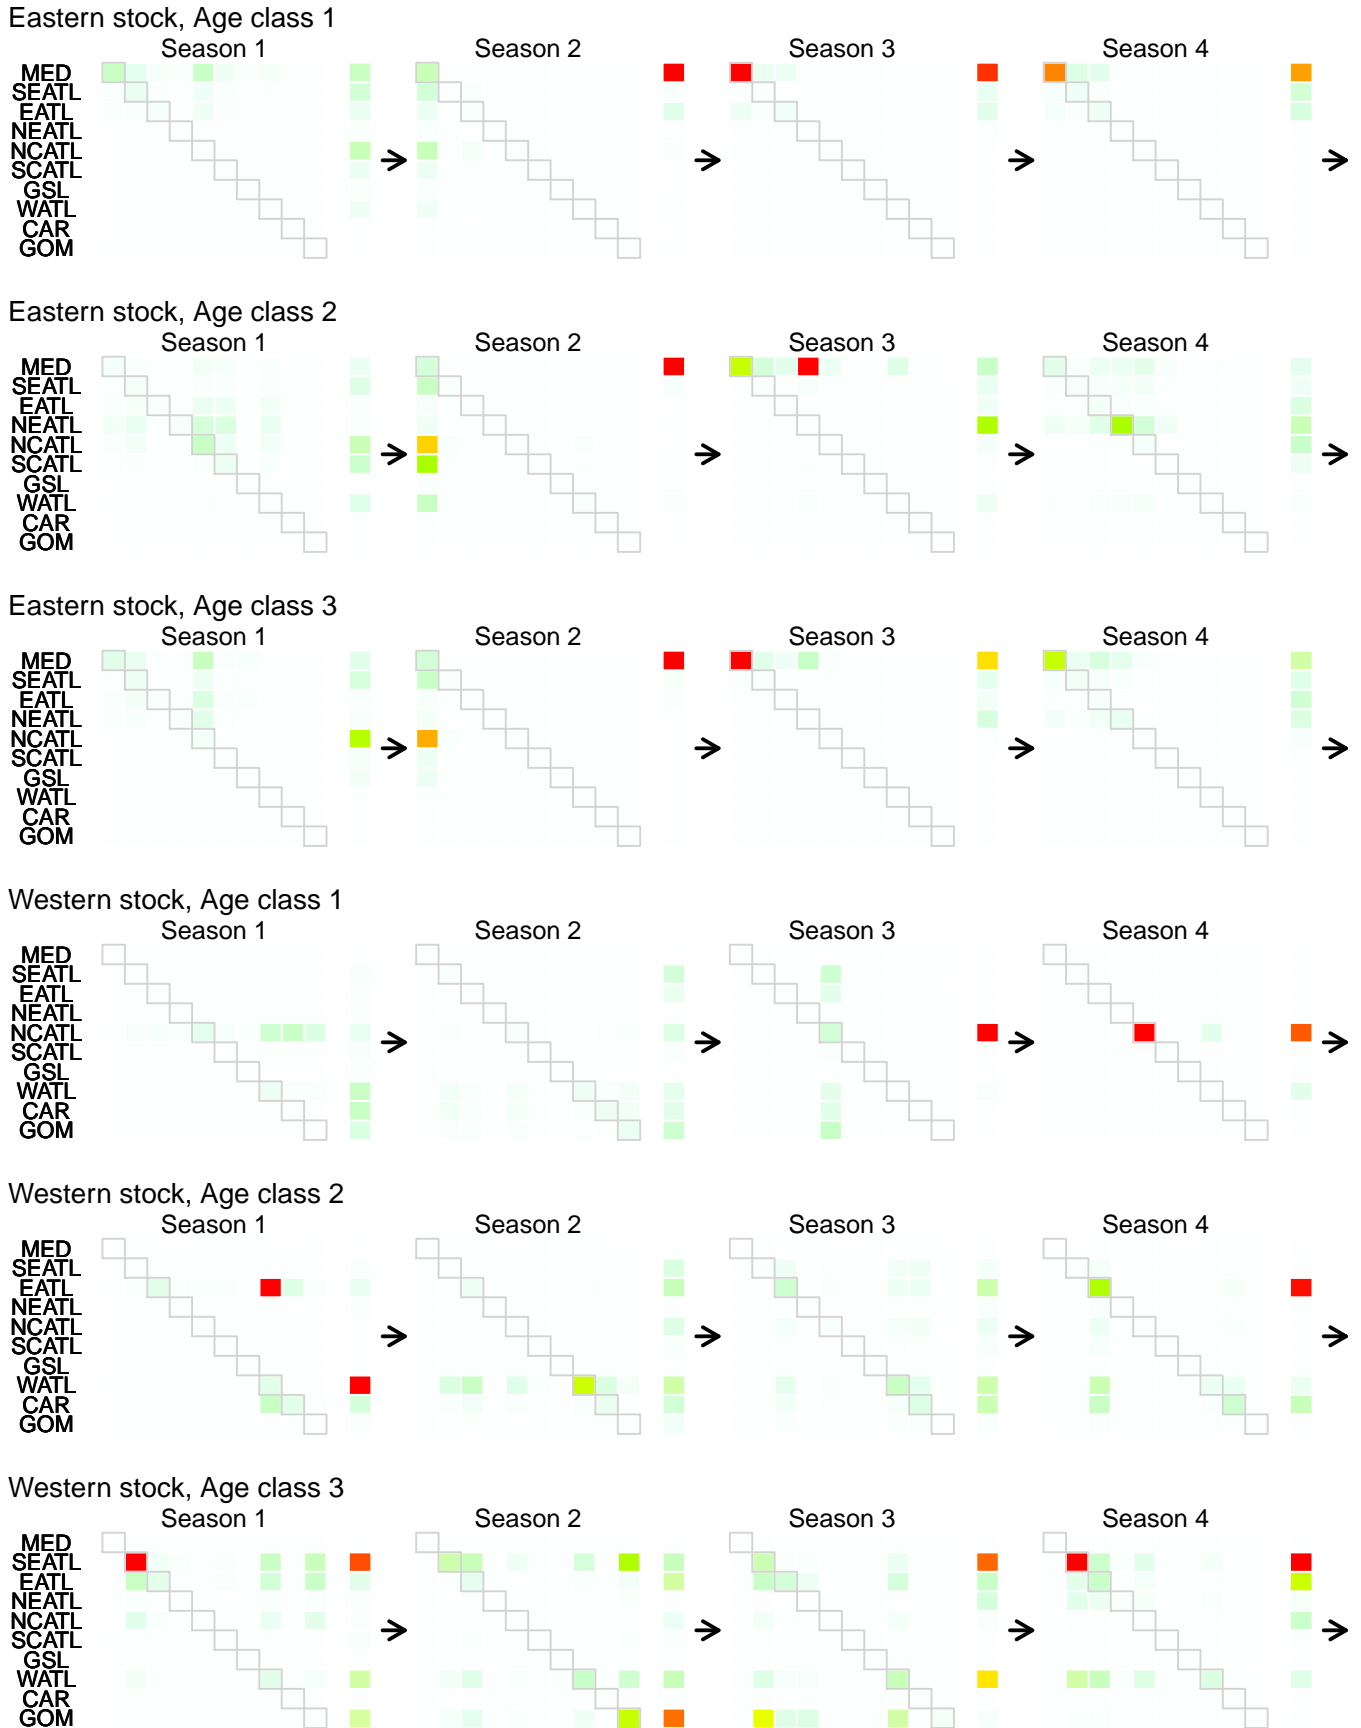 Eastern stock, Age class 1
Season 1 Season 2 Season 3 Season 4
MED
SEATL
EATL
NEATL
NCATL
SCATL
GSL
WATL
CAR
GOM
Eastern stock, Age class 2
Season 1 Season 2 Season 3 Season 4
MED
SEATL
EATL
NEATL
NCATL
SCATL
GSL
WATL
CAR
GOM
Eastern stock, Age class 3
Season 1 Season 2 Season 3 Season 4
MED
SEATL
EATL
NEATL
NCATL
SCATL
GSL
WATL
CAR
GOM
Western stock, Age class 1
Season 1 Season 2 Season 3 Season 4
MED
SEATL
EATL
NEATL
NCATL
SCATL
GSL
WATL
CAR
GOM
Western stock, Age class 2
Season 1 Season 2 Season 3 Season 4
MED
SEATL
EATL
NEATL
NCATL
SCATL
GSL
WATL
CAR
GOM
Western stock, Age class 3
Season 1 Season 2 Season 3 Season 4
MED
SEATL
EATL
NEATL
NCATL
SCATL
GSL
WATL
CAR
GOM